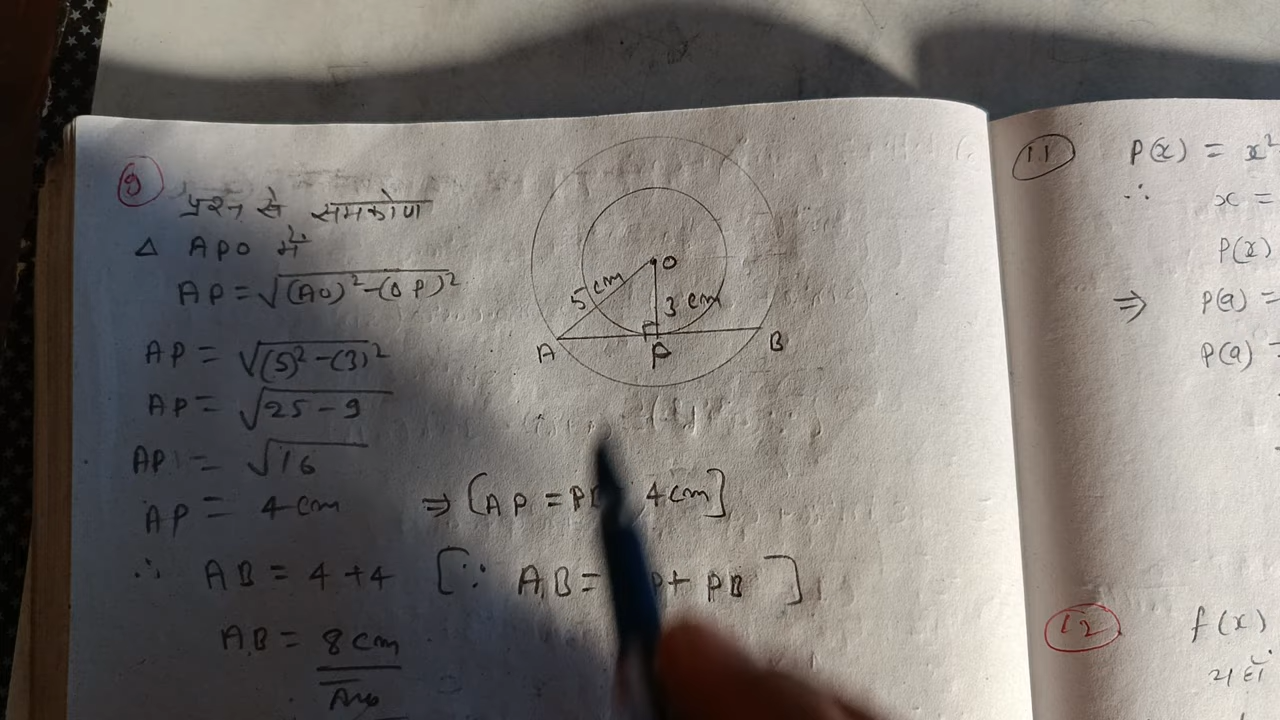 9
प्रश्न से समकोण
Δ APO में
AP = √(AO)² - (OP)²
AP = √(5)² - (3)²
AP = √25 - 9
AP = √16
AP = 4 cm ⇒ [AP = P 4 cm]
∴ AB = 4 + 4 [∵ AB = P + PB]
AB = 8 cm
Ans
O
5 cm
3 cm
A
P
B
11 P(x) = x²
∴ x =
P(x)
⇒ P(a) =
P(a) =
12 f(x)